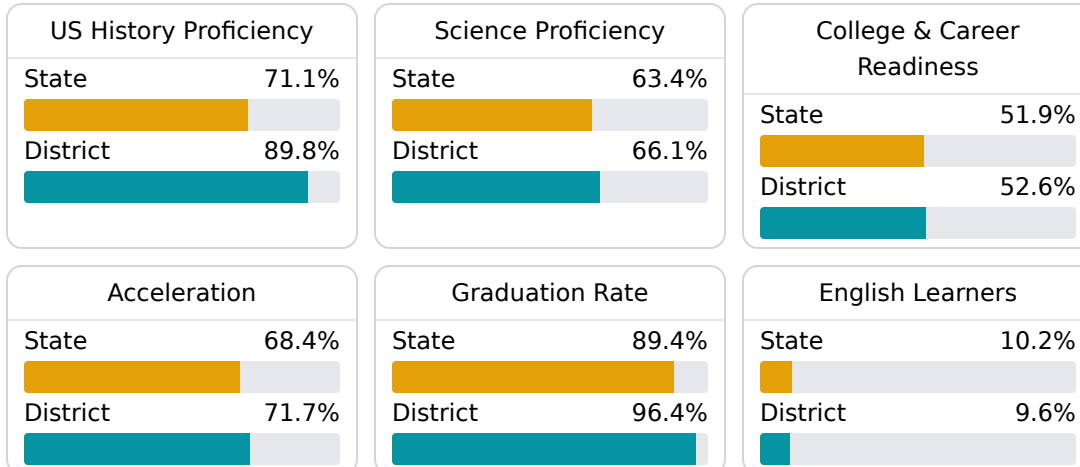 US History Proficiency
State 71.1%
District 89.8%
Science Proficiency
State 63.4%
District 66.1%
College & Career
Readiness
State 51.9%
District 52.6%
Acceleration
State 68.4%
District 71.7%
Graduation Rate
State 89.4%
District 96.4%
English Learners
State 10.2%
District 9.6%